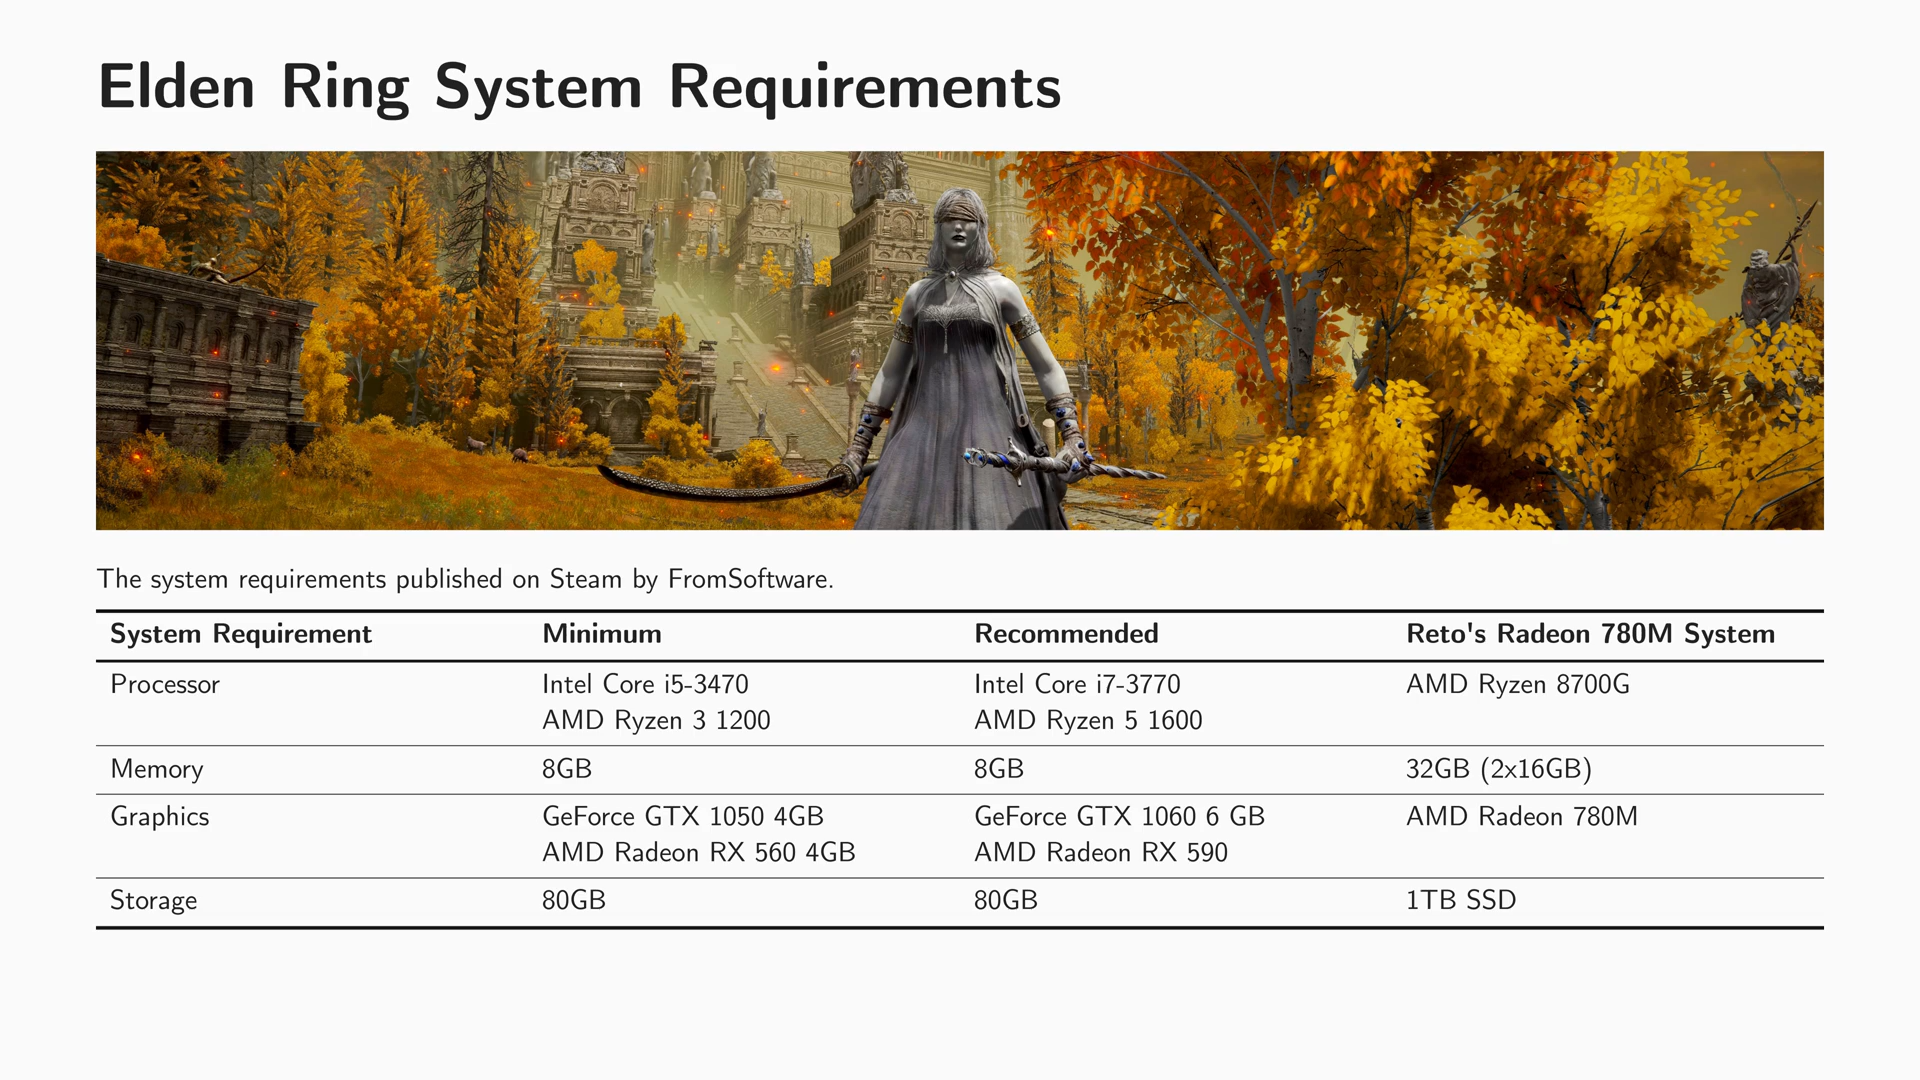 Elden Ring System Requirements
The system requirements published on Steam by FromSoftware.
System Requirement Minimum Recommended Reto's Radeon 780M System
Processor Intel Core i5-3470 Intel Core i7-3770 AMD Ryzen 8700G
AMD Ryzen 3 1200 AMD Ryzen 5 1600
Memory 8GB 8GB 32GB (2x16GB)
Graphics GeForce GTX 1050 4GB GeForce GTX 1060 6 GB AMD Radeon 780M
AMD Radeon RX 560 4GB AMD Radeon RX 590
Storage 80GB 80GB 1TB SSD